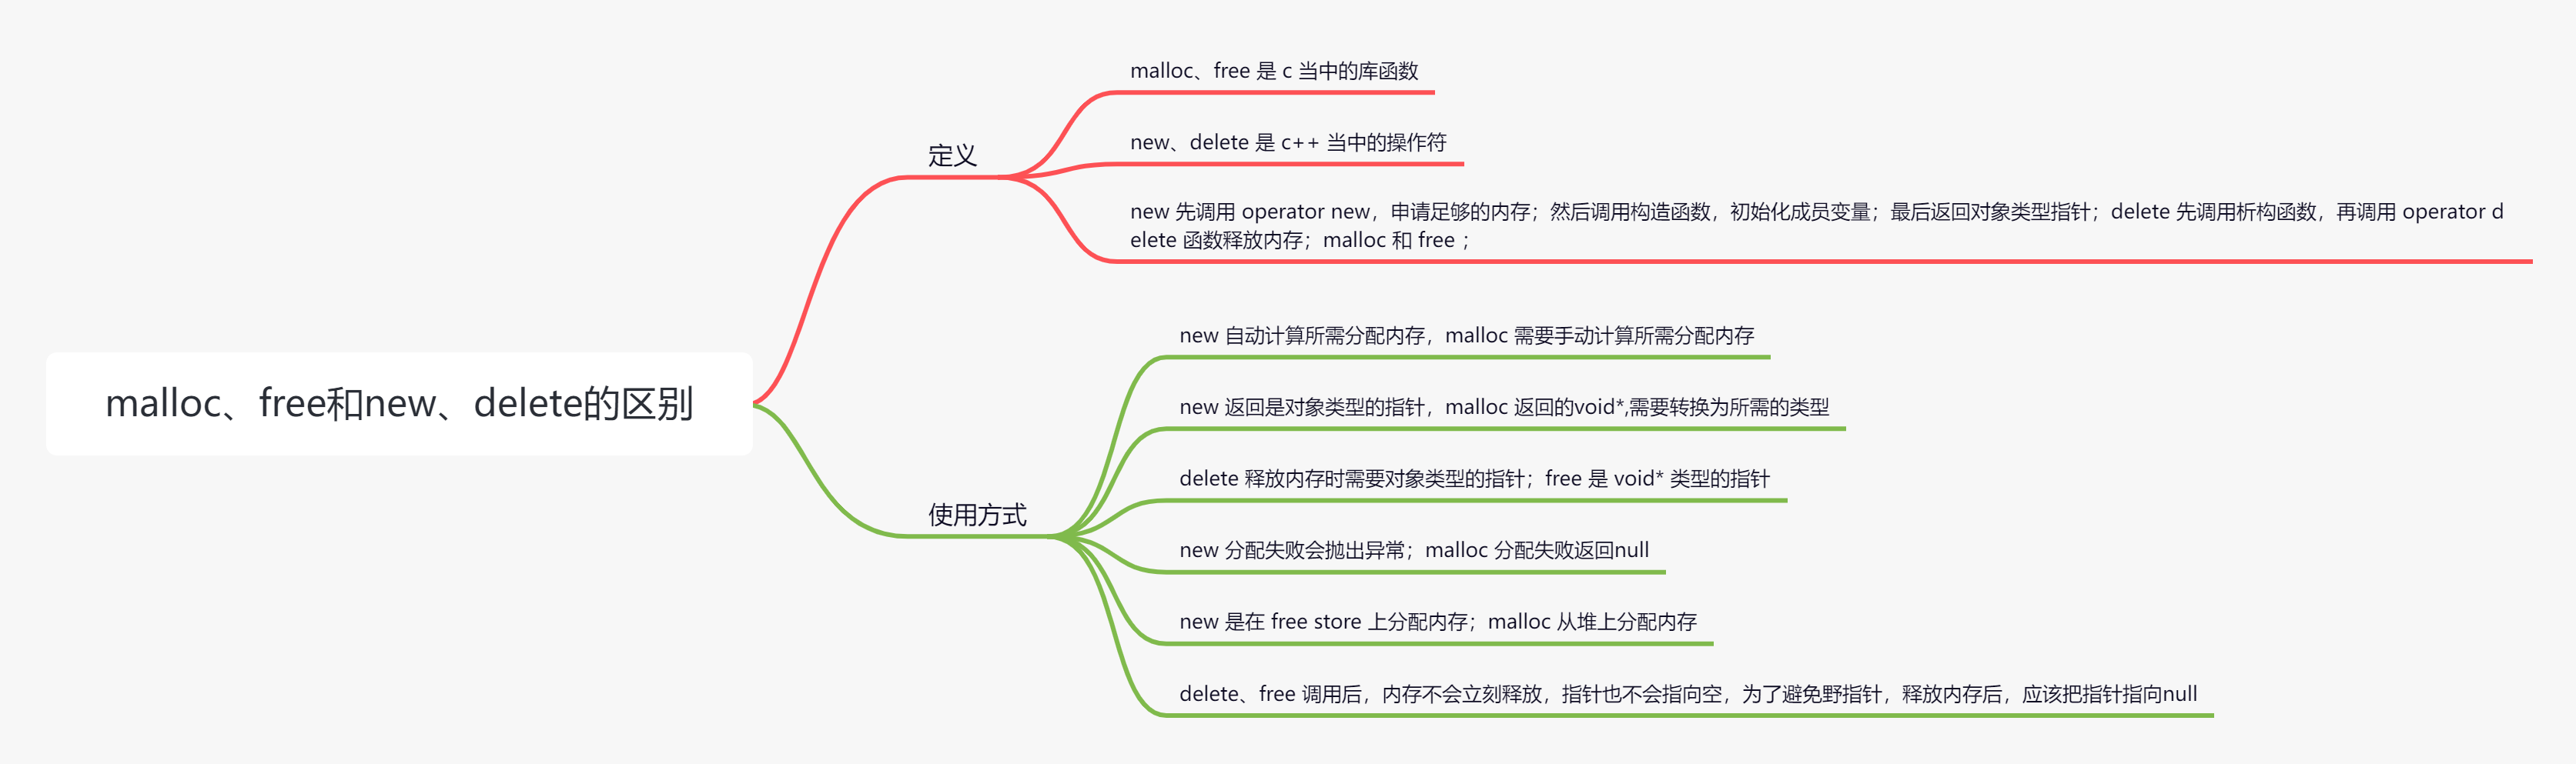 malloc、free和new、delete的区别
定义
malloc、free 是 c 当中的库函数
new、delete 是 c++ 当中的操作符
new 先调用 operator new，申请足够的内存；然后调用构造函数，初始化成员变量；最后返回对象类型指针；delete 先调用析构函数，再调用 operator d
elete 函数释放内存；malloc 和 free ；
使用方式
new 自动计算所需分配内存，malloc 需要手动计算所需分配内存
new 返回是对象类型的指针，malloc 返回的void*,需要转换为所需的类型
delete 释放内存时需要对象类型的指针；free 是 void* 类型的指针
new 分配失败会抛出异常；malloc 分配失败返回null
new 是在 free store 上分配内存；malloc 从堆上分配内存
delete、free 调用后，内存不会立刻释放，指针也不会指向空，为了避免野指针，释放内存后，应该把指针指向null